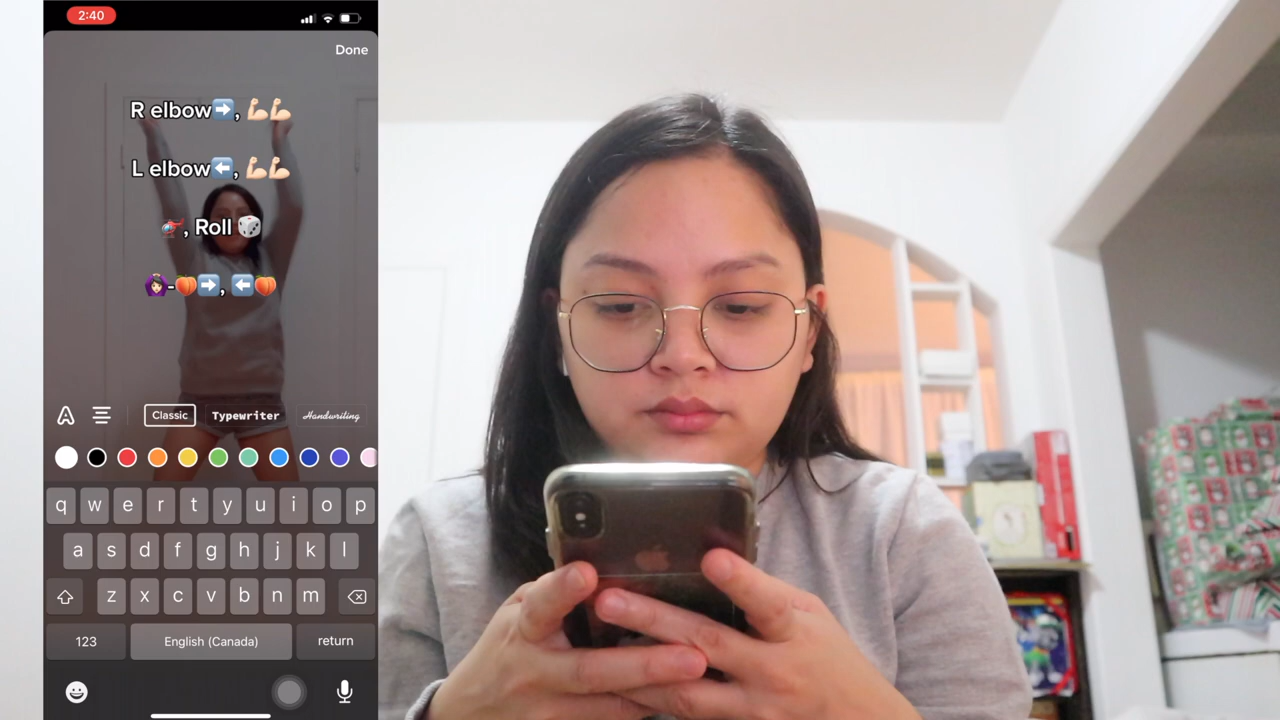 2:40
Done
R elbow➡️, 💪🏻💪🏻
L elbow⬅️, 💪🏻💪🏻
🚁, Roll 🎲
🙆🏻‍♀️-🍑➡️, ⬅️🍑
Classic Typewriter Handwriting
q w e r t y u i o p
a s d f g h j k l
z x c v b n m
123 English (Canada) return